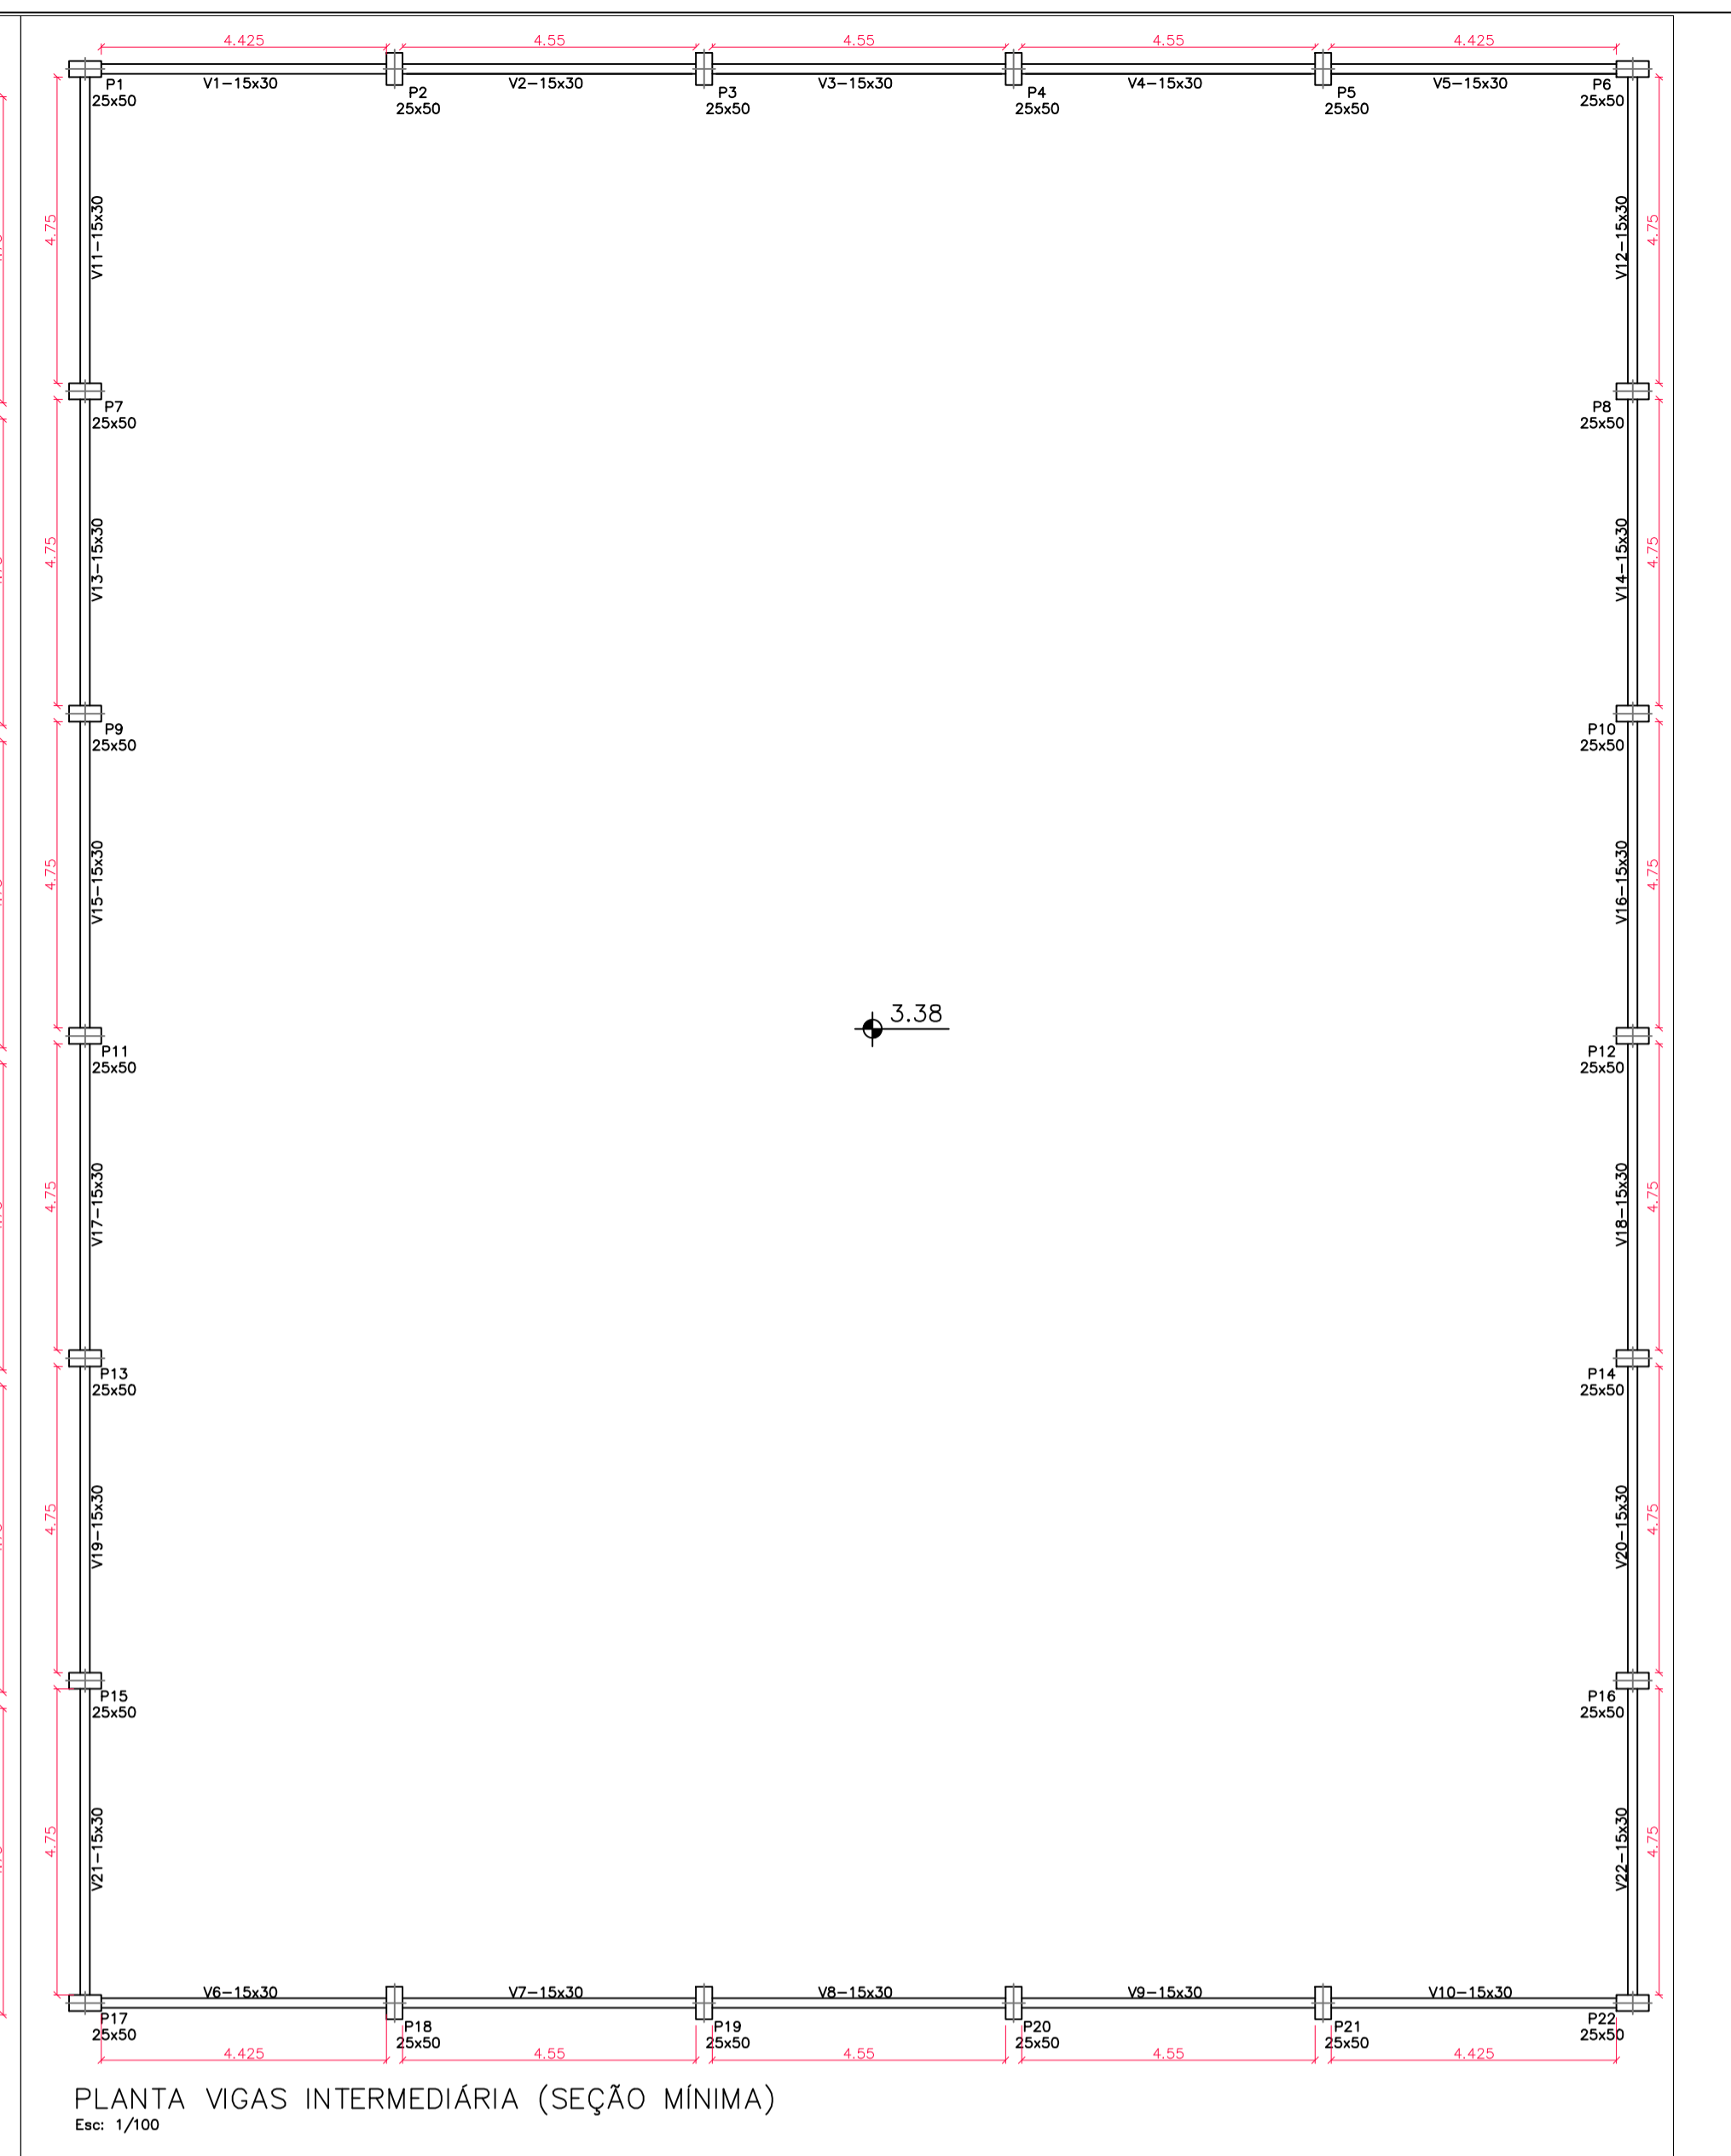 4.425
4.55
4.55
4.55
4.425
V1-15x30
V2-15x30
V3-15x30
V4-15x30
V5-15x30
P1
25x50
P2
25x50
P3
25x50
P4
25x50
P5
25x50
P6
25x50
4.75
V11-15x30
V12-15x30
4.75
P7
25x50
P8
25x50
4.75
V13-15x30
V14-15x30
4.75
P9
25x50
P10
25x50
4.75
V15-15x30
V16-15x30
4.75
3.38
P11
25x50
P12
25x50
4.75
V17-15x30
V18-15x30
4.75
P13
25x50
P14
25x50
4.75
V19-15x30
V20-15x30
4.75
P15
25x50
P16
25x50
4.75
V21-15x30
V22-15x30
4.75
V6-15x30
V7-15x30
V8-15x30
V9-15x30
V10-15x30
P17
25x50
P18
25x50
P19
25x50
P20
25x50
P21
25x50
P22
25x50
4.425
4.55
4.55
4.55
4.425
PLANTA VIGAS INTERMEDIÁRIA (SEÇÃO MÍNIMA)
Esc: 1/100